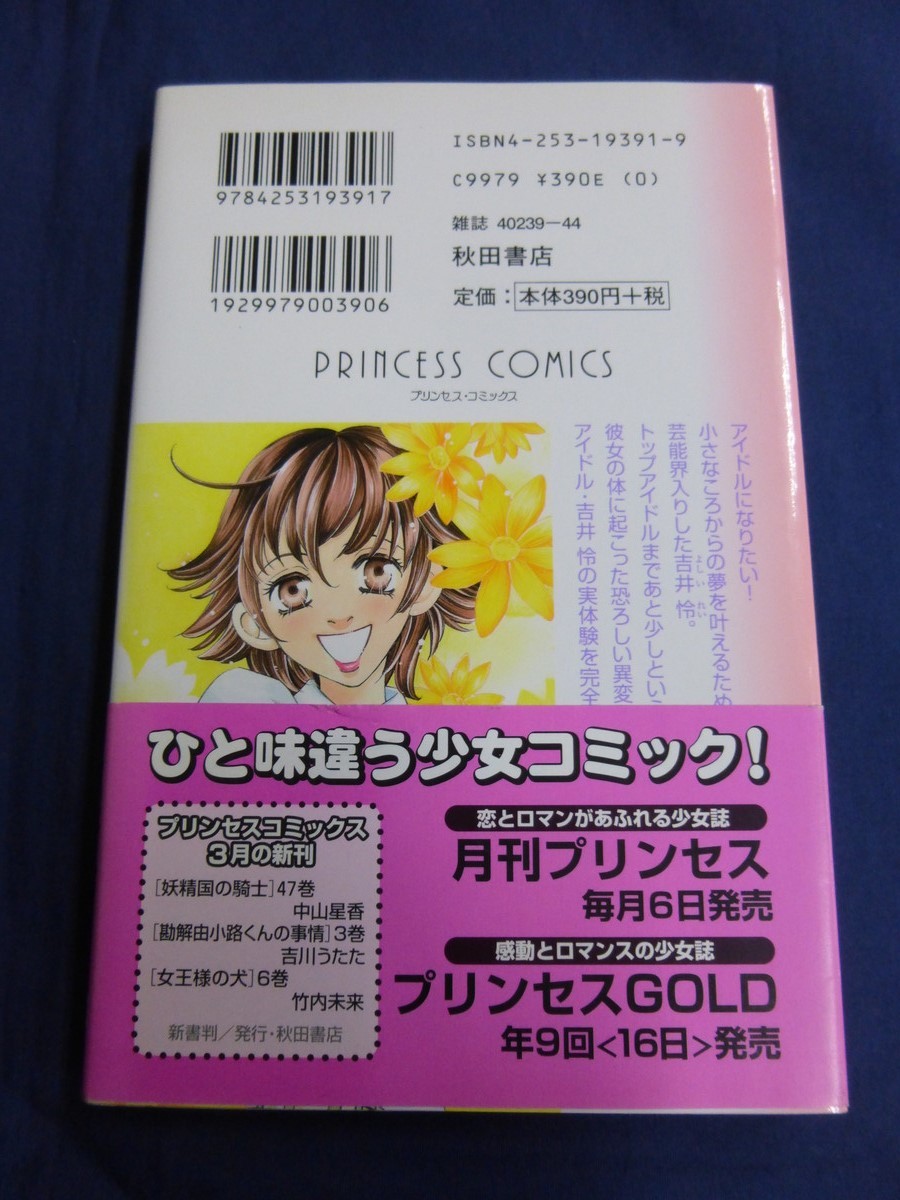 ISBN4-253-19391-9
9784253193917
C9979 ¥390E (0)
雑誌 40239-44
秋田書店
1929979003906
定価：本体390円+税
PRINCESS COMICS
プリンセス・コミックス
アイドルになりたい！
小さなころからの夢を叶えるため
芸能界入りした吉井 怜。
よしい れい
トップアイドルまであと少しとい
彼女の体に起こった恐ろしい異変
アイドル・吉井 怜の実体験を完全
ひと味違う少女コミック！
プリンセスコミックス
3月の新刊
［妖精国の騎士］47巻
中山星香
［勘解由小路くんの事情］3巻
吉川うたた
［女王様の犬］6巻
竹内未来
新書判／発行・秋田書店
恋とロマンがあふれる少女誌
月刊プリンセス
毎月6日発売
感動とロマンスの少女誌
プリンセスGOLD
年9回<16日>発売